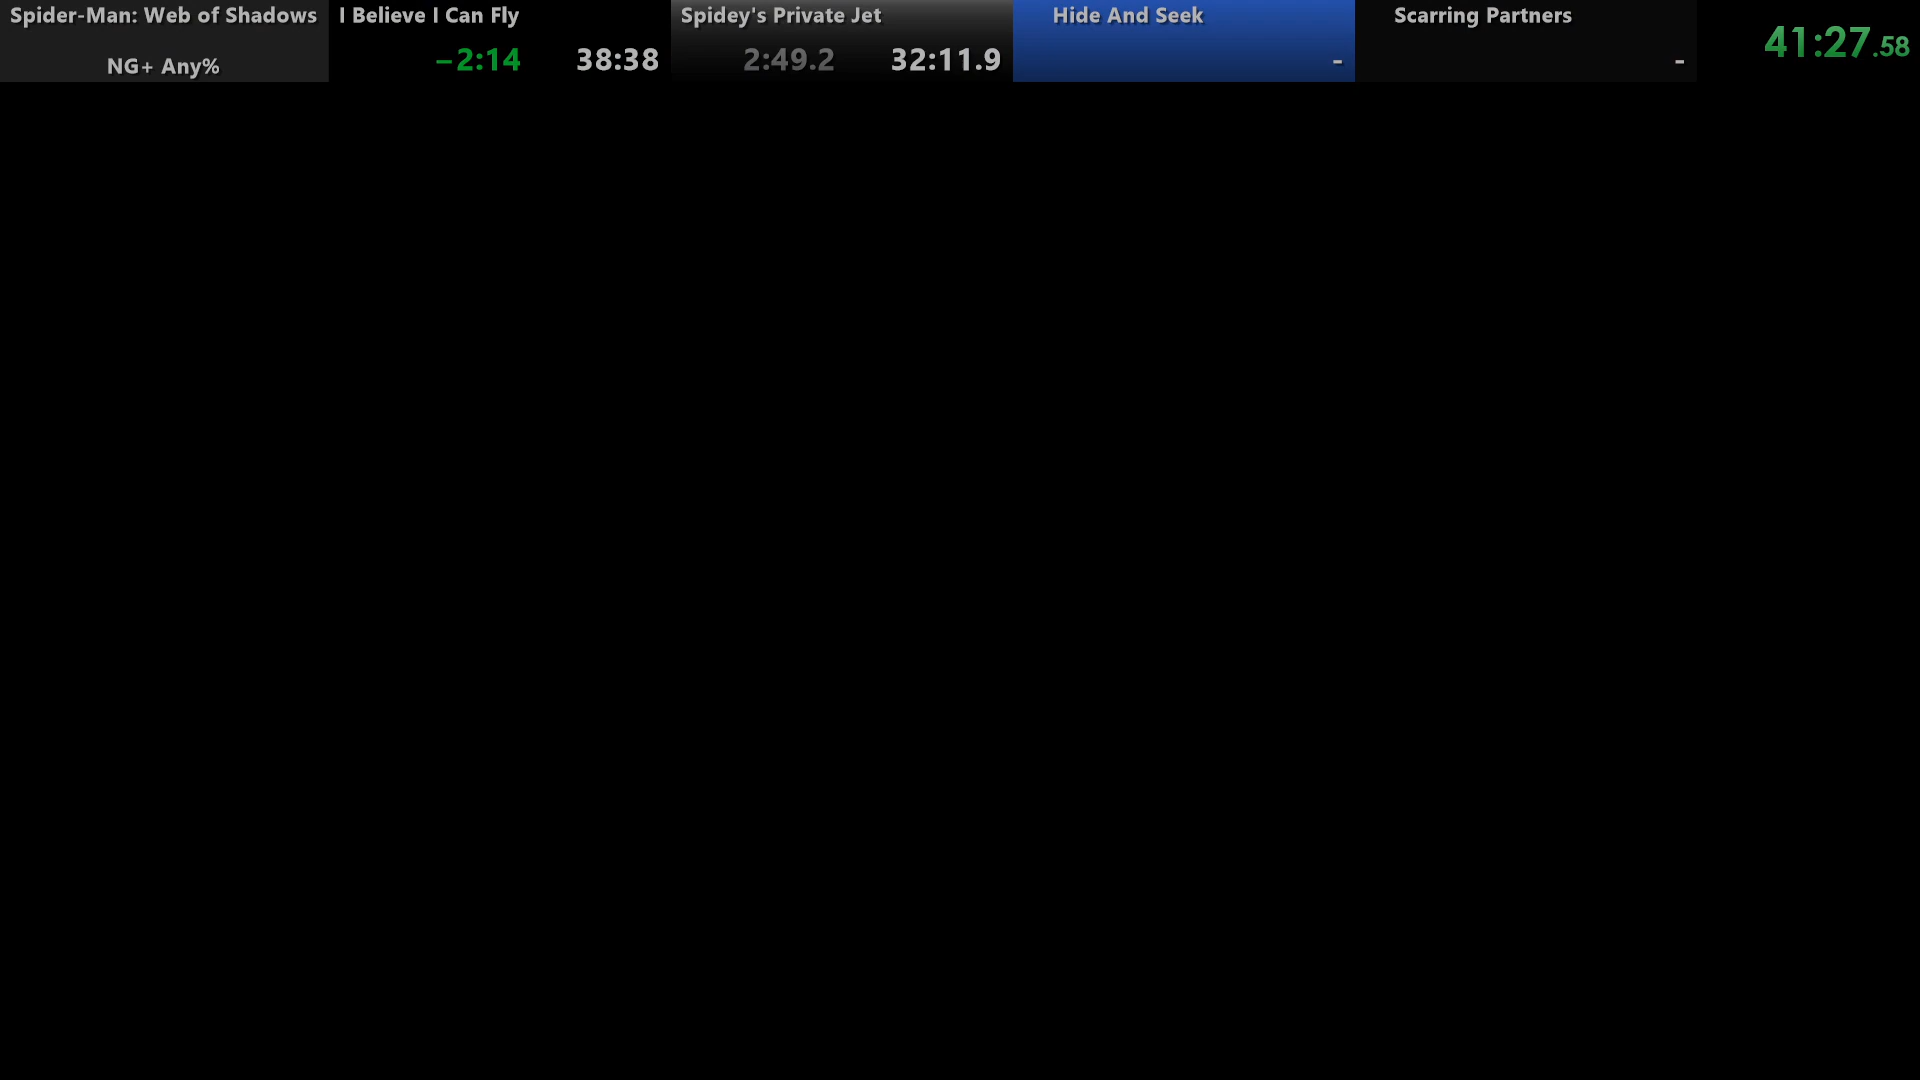 Spider-Man: Web of Shadows
NG+ Any%
I Believe I Can Fly
−2:14 38:38
Spidey's Private Jet
2:49.2 32:11.9
Hide And Seek
-
Scarring Partners
-
41:27.58